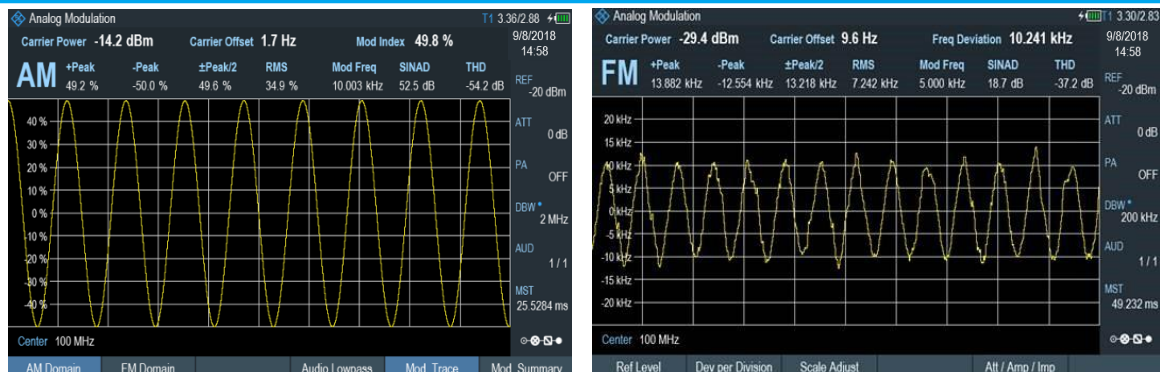 Analog Modulation T1 3.36/2.88
Carrier Power -14.2 dBm Carrier Offset 1.7 Hz Mod Index 49.8 % 9/8/2018
14:58
AM +Peak -Peak ±Peak/2 RMS Mod Freq SINAD THD
49.2 % -50.0 % 49.6 % 34.9 % 10.003 kHz 52.5 dB -54.2 dB
REF
-20 dBm
40 %
ATT
0 dB
30 %
20 %
PA
OFF
10 %
0 %
DBW *
2 MHz
-10 %
-20 %
AUD
1 / 1
-30 %
MST
-40 %
25.5284 ms
Center 100 MHz
AM Domain FM Domain Audio Lowpass Mod. Trace Mod. Summary
Analog Modulation T1 3.30/2.83
Carrier Power -29.4 dBm Carrier Offset 9.6 Hz Freq Deviation 10.241 kHz 9/8/2018
14:58
FM +Peak -Peak ±Peak/2 RMS Mod Freq SINAD THD
13.882 kHz -12.554 kHz 13.218 kHz 7.242 kHz 5.000 kHz 18.7 dB -37.2 dB
REF
-20 dBm
20 kHz
ATT
0 dB
15 kHz
10 kHz
PA
OFF
5 kHz
0 kHz
DBW *
200 kHz
-5 kHz
AUD
-10 kHz
1 / 1
-15 kHz
MST
-20 kHz
49.232 ms
Center 100 MHz
Ref Level Dev per Division Scale Adjust Att / Amp / Imp